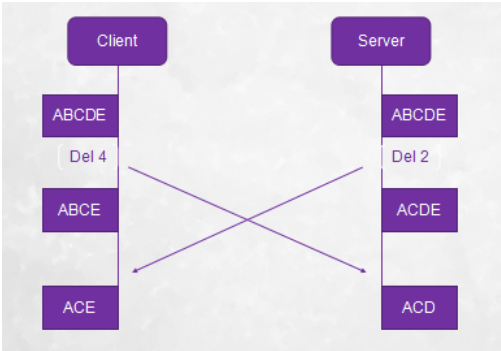 Client
Server
ABCDE
ABCDE
Del 4
Del 2
ABCE
ACDE
ACE
ACD